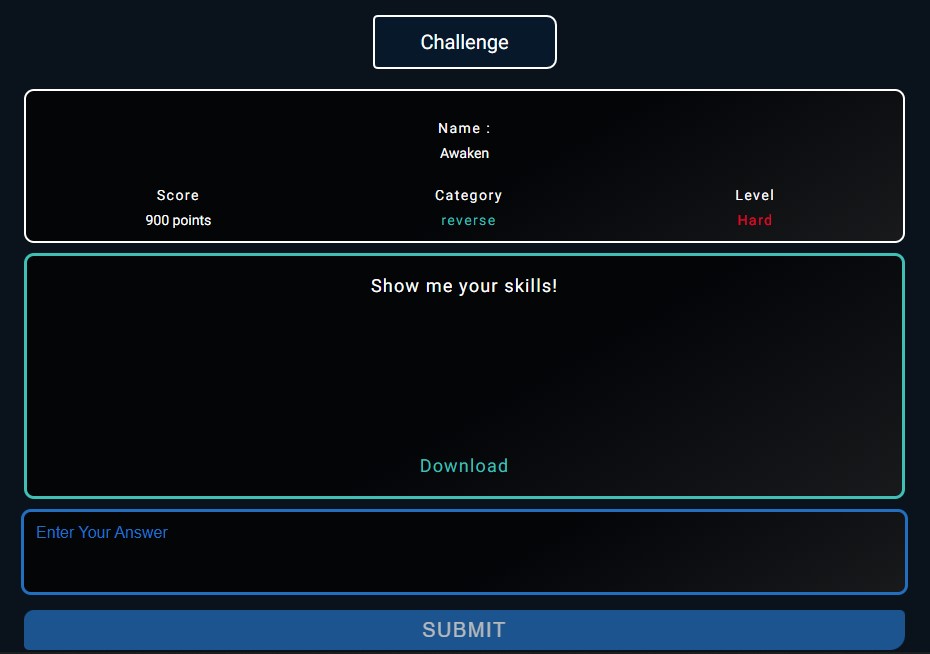 Challenge
Name :
Awaken
Score
Category
Level
900 points
reverse
Hard
Show me your skills!
Download
Enter Your Answer
SUBMIT